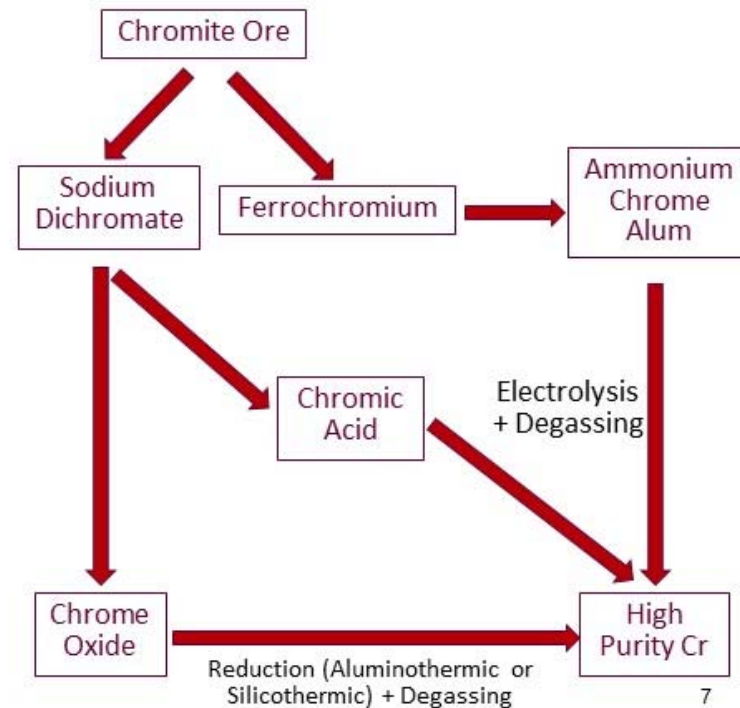 Chromite Ore
Sodium
Dichromate
Ferrochromium
Ammonium
Chrome
Alum
Chromic
Acid
Electrolysis
+ Degassing
Chrome
Oxide
High
Purity Cr
Reduction (Aluminothermic or
Silicothermic) + Degassing
7